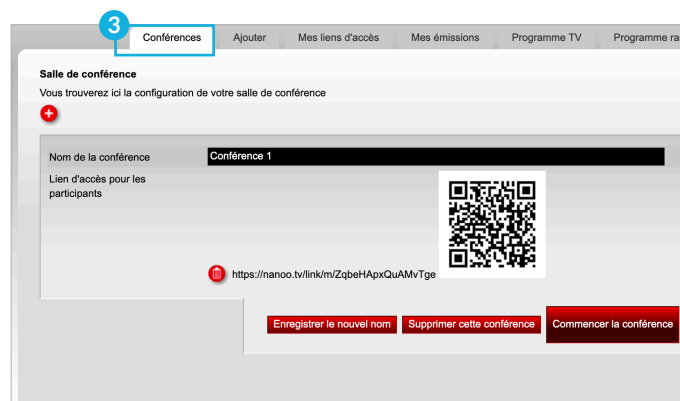 3
Conférences Ajouter Mes liens d'accès Mes émissions Programme TV Programme ra
Salle de conférence
Vous trouverez ici la configuration de votre salle de conférence
Nom de la conférence Conférence 1
Lien d'accès pour les
participants
https://nanoo.tv/link/m/ZqbeHApxQuAMvTge
Enregistrer le nouvel nom Supprimer cette conférence Commencer la conférence